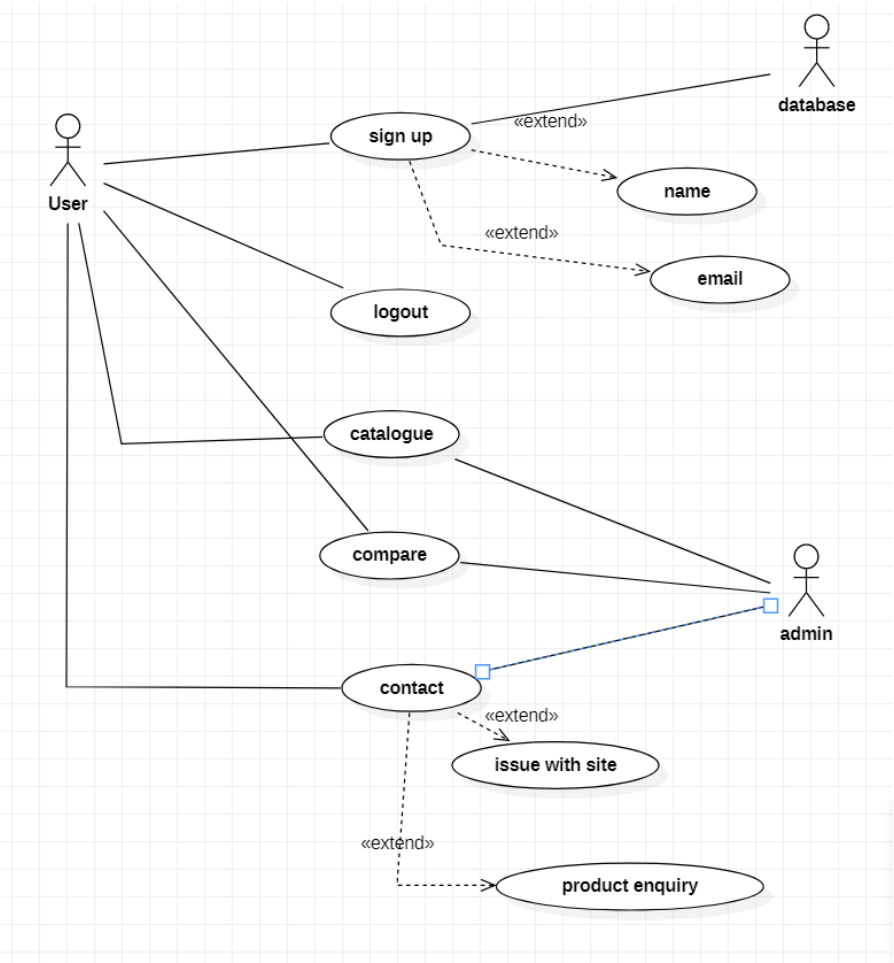 database
«extend»
sign up
name
User
«extend»
email
logout
catalogue
compare
admin
contact
«extend»
issue with site
«extend»
product enquiry